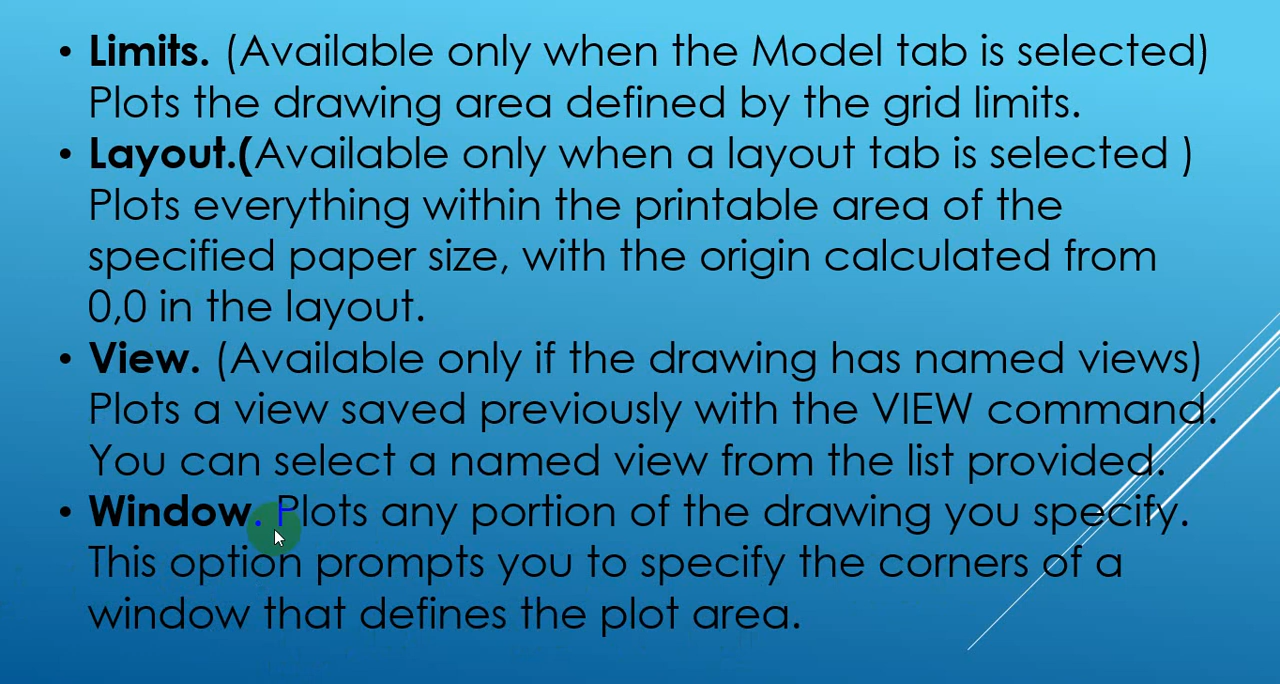 • Limits. (Available only when the Model tab is selected)
Plots the drawing area defined by the grid limits.
• Layout.(Available only when a layout tab is selected )
Plots everything within the printable area of the
specified paper size, with the origin calculated from
0,0 in the layout.
• View. (Available only if the drawing has named views)
Plots a view saved previously with the VIEW command.
You can select a named view from the list provided.
• Window. Plots any portion of the drawing you specify.
This option prompts you to specify the corners of a
window that defines the plot area.